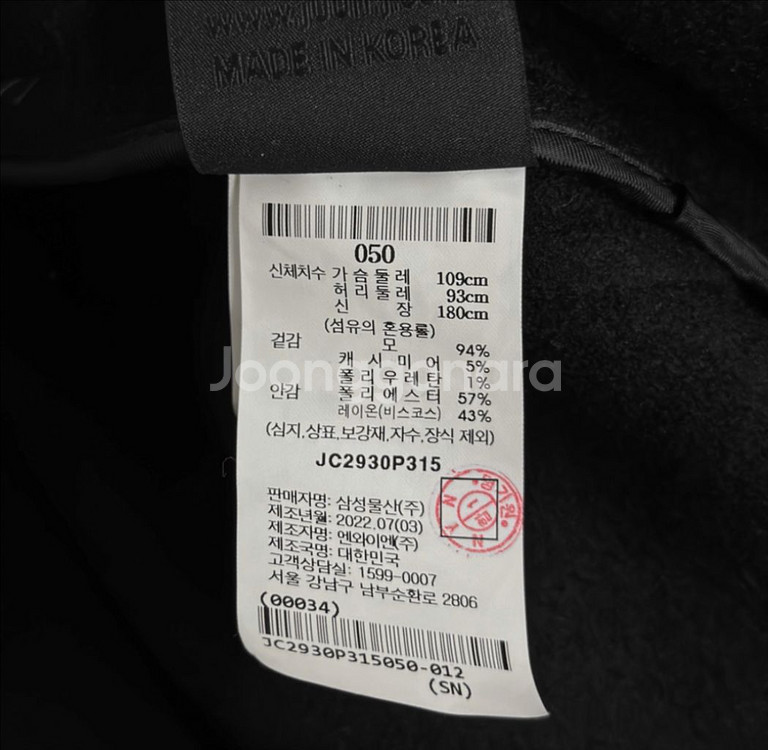 MADE IN KOREA
050
신체치수 가슴둘레 109cm
허리둘레 93cm
신 장 180cm
(섬유의 혼용률)
겉감 모 94%
캐시미어 5%
폴리우레탄 1%
안감 폴리에스터 57%
레이온(비스코스) 43%
(심지,상표,보강재,자수,장식 제외)
JC2930P315
판매자명: 삼성물산(주)
제조년월: 2022.07(03)
제조자명: 엔와이엔(주)
제조국명: 대한민국
고객상담실: 1599-0007
서울 강남구 남부순환로 2806
(00034)
JC2930P315050-012
(SN)
N
Y
N
Joonggonara